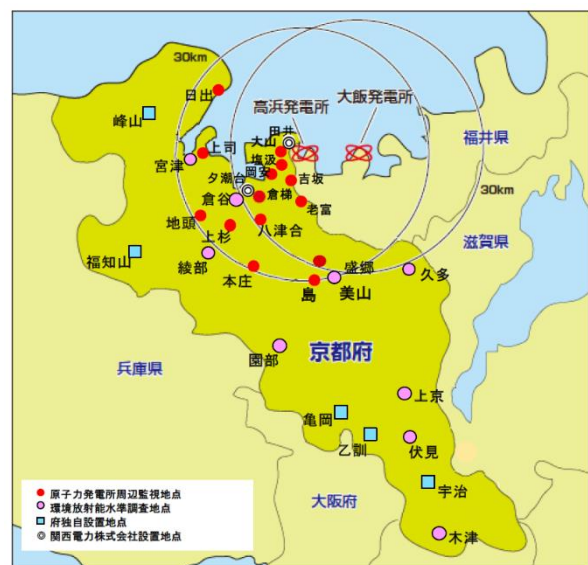 30km
日出
峰山
高浜発電所
大飯発電所
田井
大山
上司
塩汲
福井県
宮津
夕潮台
岡安
吉坂
倉谷
倉梯
30km
老富
地頭
上杉
八津合
滋賀県
福知山
綾部
本庄
盛郷
久多
島
美山
園部
京都府
兵庫県
上京
亀岡
乙訓
伏見
宇治
大阪府
木津
原子力発電所周辺監視地点
環境放射能水準調査地点
府独自設置地点
関西電力株式会社設置地点